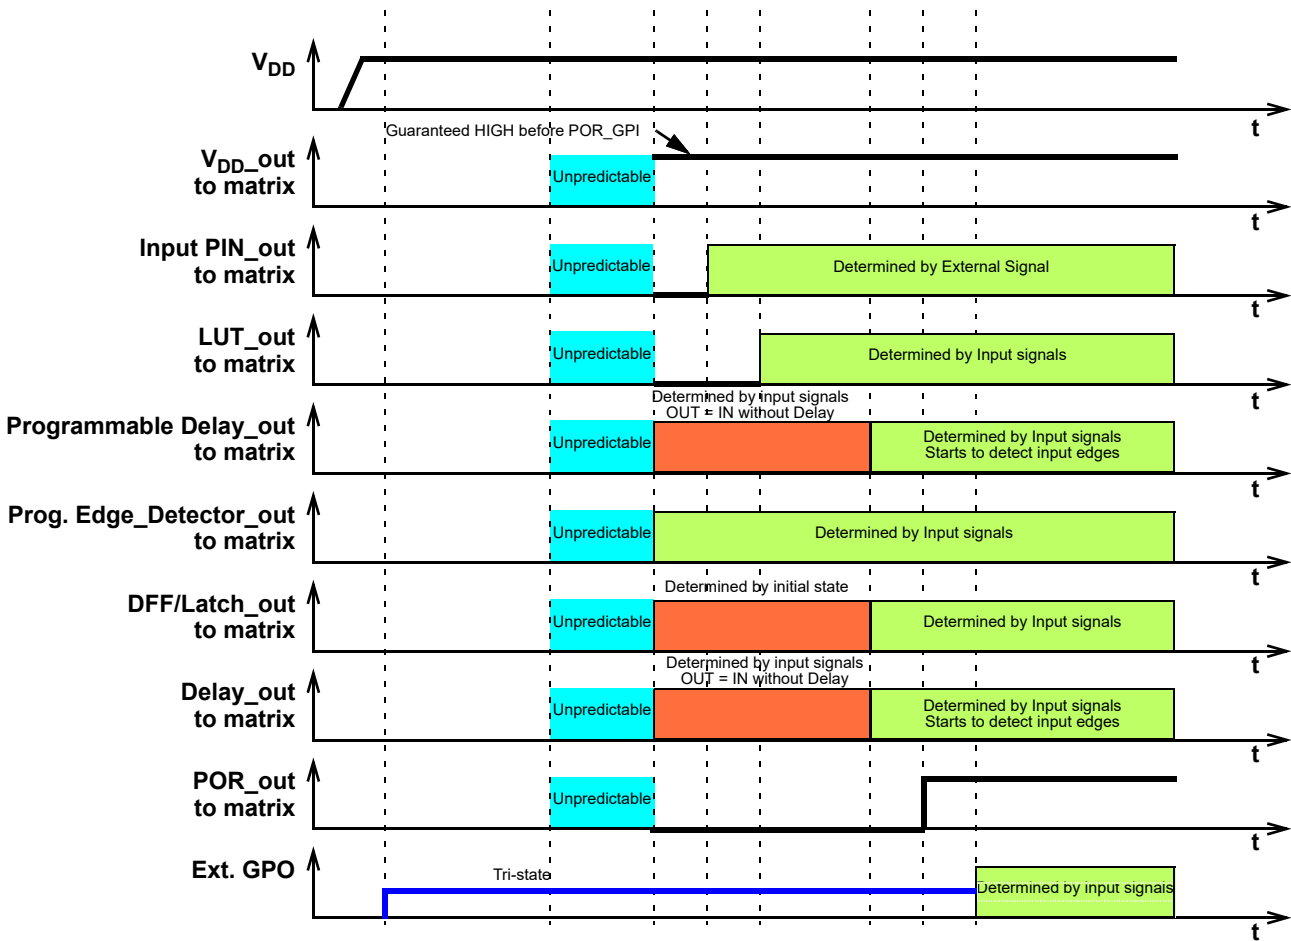 VDD
t
Guaranteed HIGH before POR_GPI
VDD_out
to matrix
Unpredictable
t
Input PIN_out
to matrix
Unpredictable
Determined by External Signal
t
LUT_out
to matrix
Unpredictable
Determined by Input signals
t
Determined by input signals
OUT = IN without Delay
Programmable Delay_out
to matrix
Unpredictable
Determined by Input signals
Starts to detect input edges
t
Prog. Edge_Detector_out
to matrix
Unpredictable
Determined by Input signals
t
Determined by initial state
DFF/Latch_out
to matrix
Unpredictable
Determined by Input signals
t
Determined by input signals
OUT = IN without Delay
Delay_out
to matrix
Unpredictable
Determined by Input signals
Starts to detect input edges
t
POR_out
to matrix
Unpredictable
t
Ext. GPO
Tri-state
Determined by input signals
t